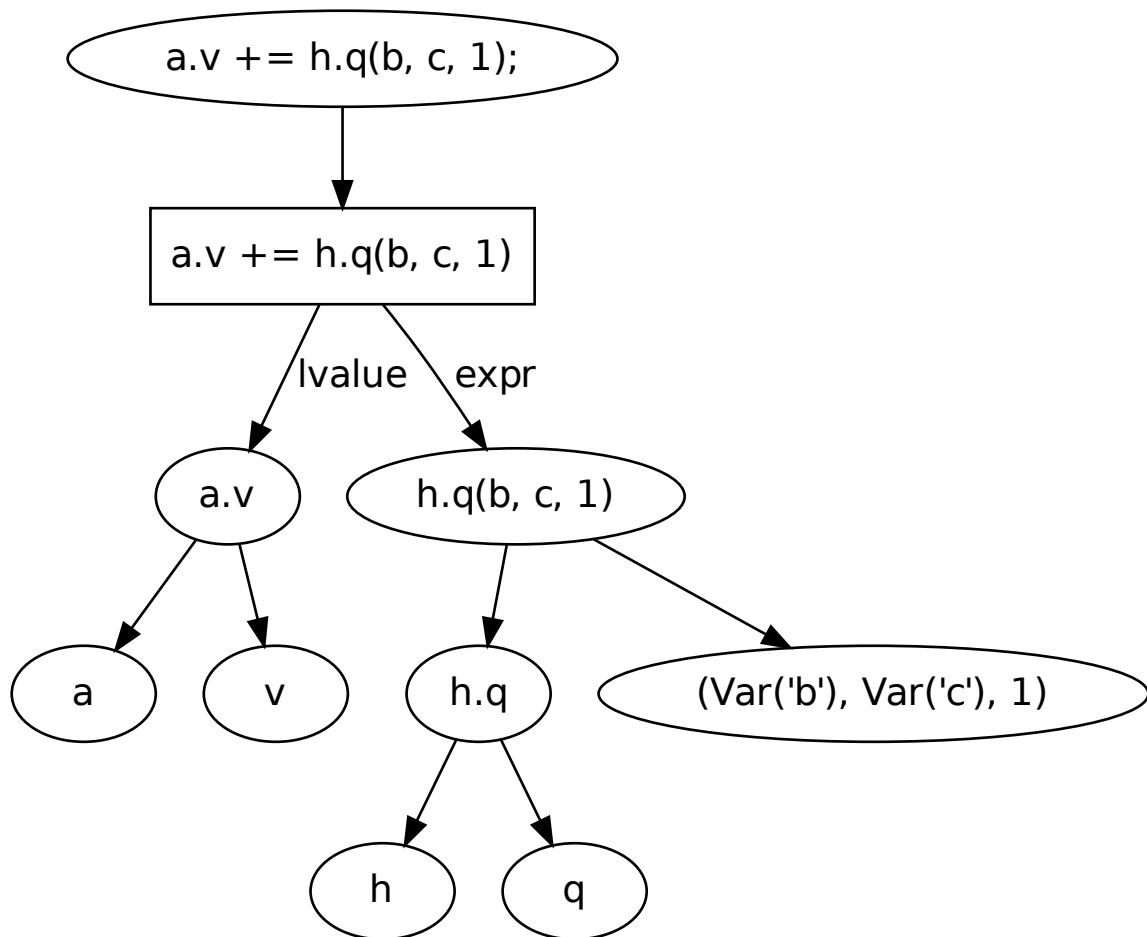 a.v += h.q(b, c, 1);
a.v += h.q(b, c, 1)
lvalue
expr
a.v
h.q(b, c, 1)
a
v
h.q
(Var('b'), Var('c'), 1)
h
q